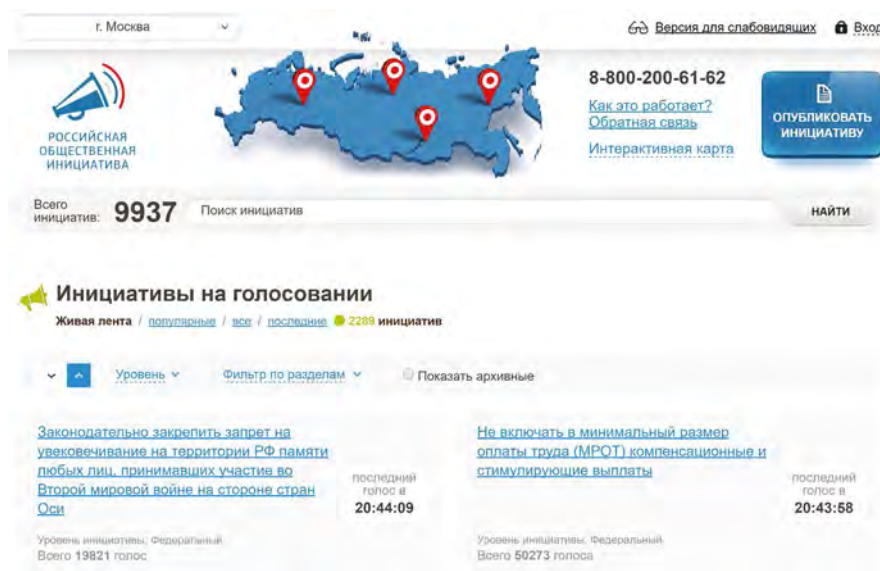 г. Москва
Версия для слабовидящих
Вход
8-800-200-61-62
Как это работает?
Обратная связь
Интерактивная карта
ОПУБЛИКОВАТЬ
ИНИЦИАТИВУ
РОССИЙСКАЯ
ОБЩЕСТВЕННАЯ
ИНИЦИАТИВА
Всего
инициатив: 9937
Поиск инициатив
НАЙТИ
Инициативы на голосовании
Живая лента / популярные / все / последние 2289 инициатив
Уровень
Фильтр по разделам
Показать архивные
Законодательно закрепить запрет на
увековечивание на территории РФ памяти
любых лиц, принимавших участие во
Второй мировой войне на стороне стран
Оси
последний
голос в
20:44:09
Уровень инициативы: Федеральный
Всего 19821 голос
Не включать в минимальный размер
оплаты труда (МРОТ) компенсационные и
стимулирующие выплаты
последний
голос в
20:43:58
Уровень инициативы: Федеральный
Всего 50273 голоса